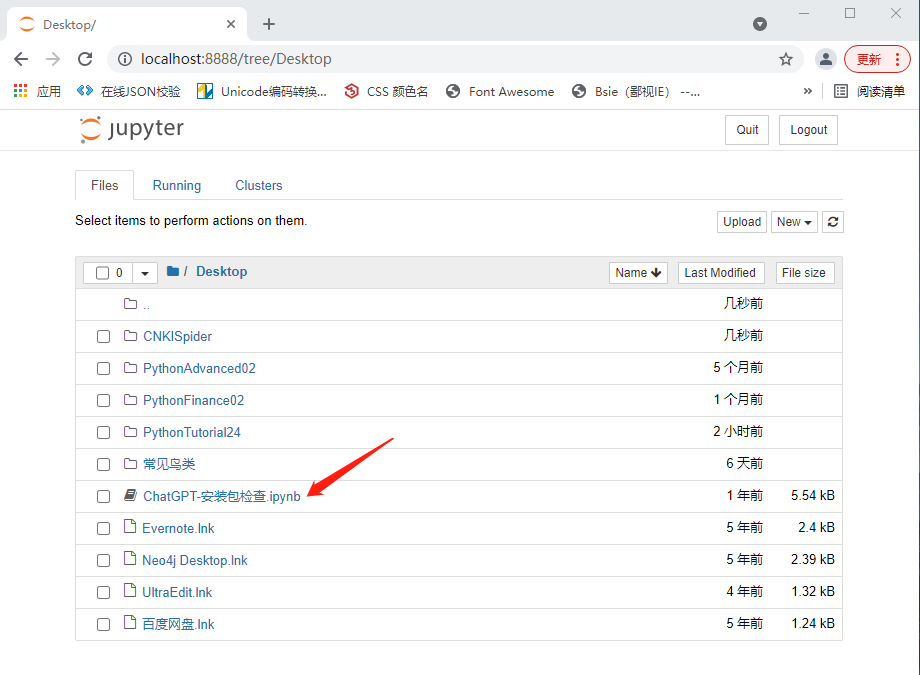 Desktop/
localhost:8888/tree/Desktop
更新
应用 在线JSON校验 Unicode编码转换... CSS 颜色名 Font Awesome Bsie（鄙视IE） --... » 阅读清单
jupyter Quit Logout
Files Running Clusters
Select items to perform actions on them. Upload New
0 / Desktop Name Last Modified File size
.. 几秒前
CNKISpider 几秒前
PythonAdvanced02 5 个月前
PythonFinance02 1 个月前
PythonTutorial24 2 小时前
常见鸟类 6 天前
ChatGPT-安装包检查.ipynb 1 年前 5.54 kB
Evernote.lnk 5 年前 2.4 kB
Neo4j Desktop.lnk 5 年前 2.39 kB
UltraEdit.lnk 4 年前 1.32 kB
百度网盘.lnk 5 年前 1.24 kB